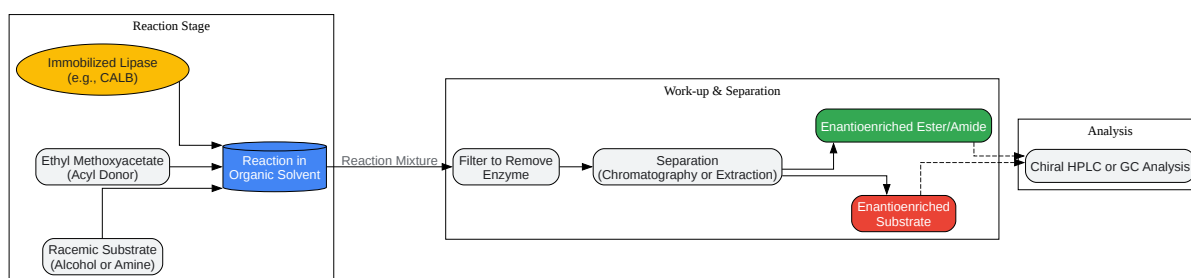 Reaction Stage
Immobilized Lipase
(e.g., CALB)
Ethyl Methoxyacetate
(Acyl Donor)
Racemic Substrate
(Alcohol or Amine)
Reaction in
Organic Solvent
Reaction Mixture
Work-up & Separation
Filter to Remove
Enzyme
Separation
(Chromatography or Extraction)
Enantioenriched Ester/Amide
Enantioenriched
Substrate
Analysis
Chiral HPLC or GC Analysis